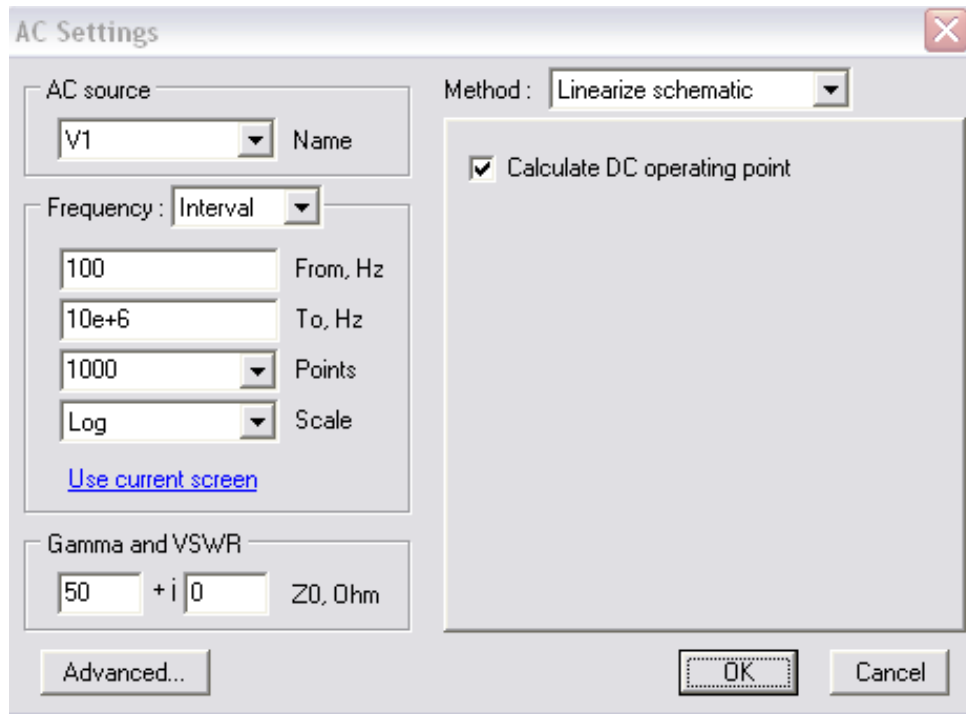 AC Settings
AC source
V1 Name
Frequency : Interval
100 From, Hz
10e+6 To, Hz
1000 Points
Log Scale
Use current screen
Gamma and VSWR
50 + i 0 Z0, Ohm
Advanced...
Method : Linearize schematic
Calculate DC operating point
OK Cancel